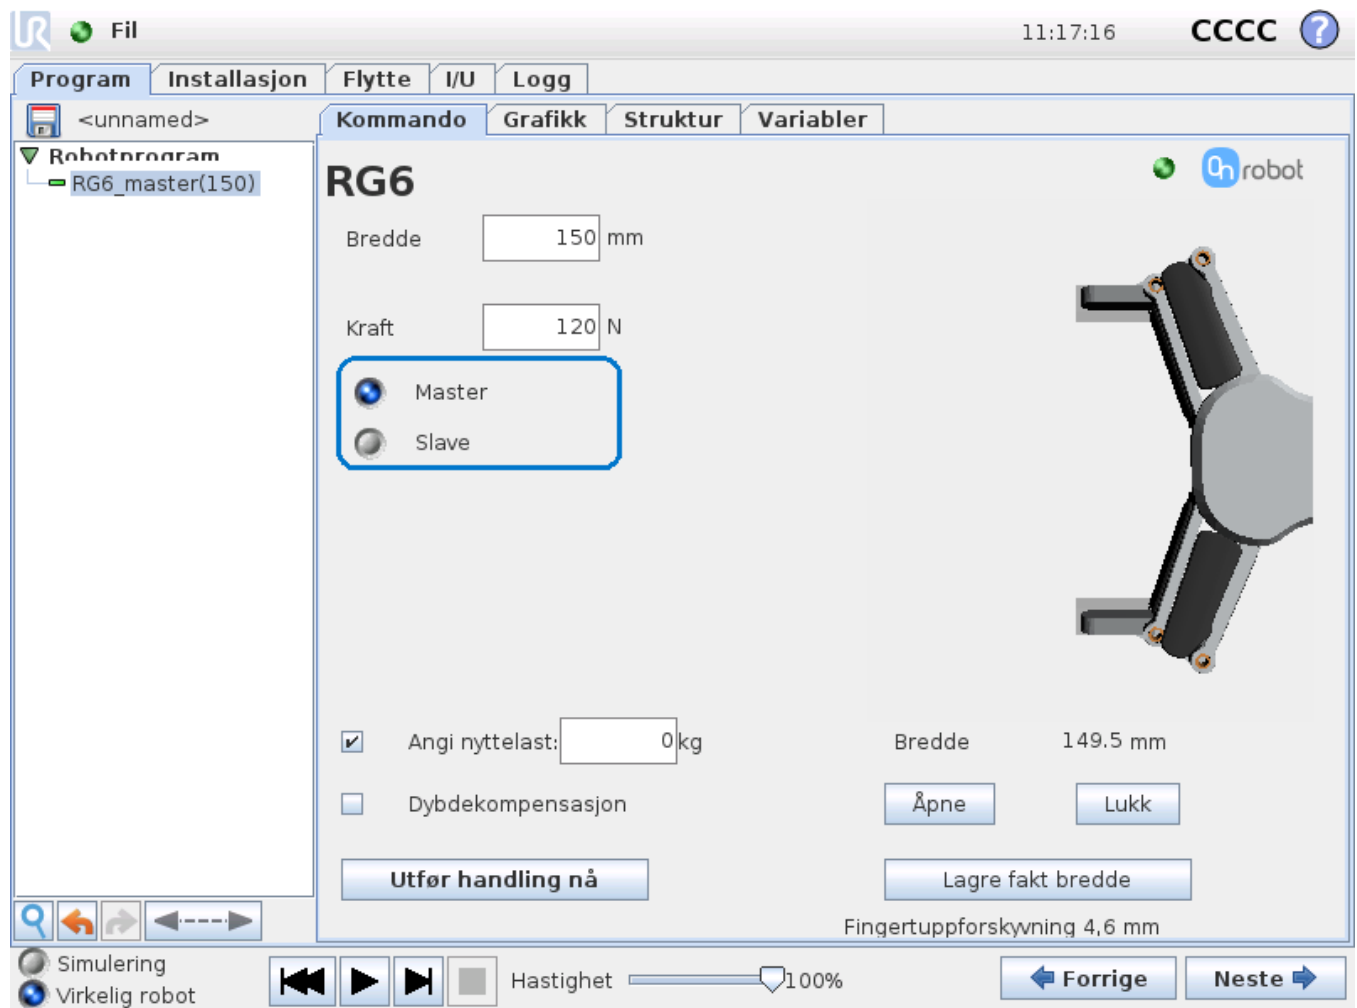 UR Fil 11:17:16 CCCC ?
Program Installasjon Flytte I/U Logg
<unnamed> Kommando Grafikk Struktur Variabler
Robotprogram
RG6_master(150)
RG6
On robot
Bredde 150 mm
Kraft 120 N
Master
Slave
Angi nyttelast: 0 kg
Bredde 149.5 mm
Dybdekompensasjon
Åpne Lukk
Utfør handling nå
Lagre fakt bredde
Fingertuppforskyvning 4,6 mm
Simulering
Virkelig robot
Hastighet 100%
Forrige Neste